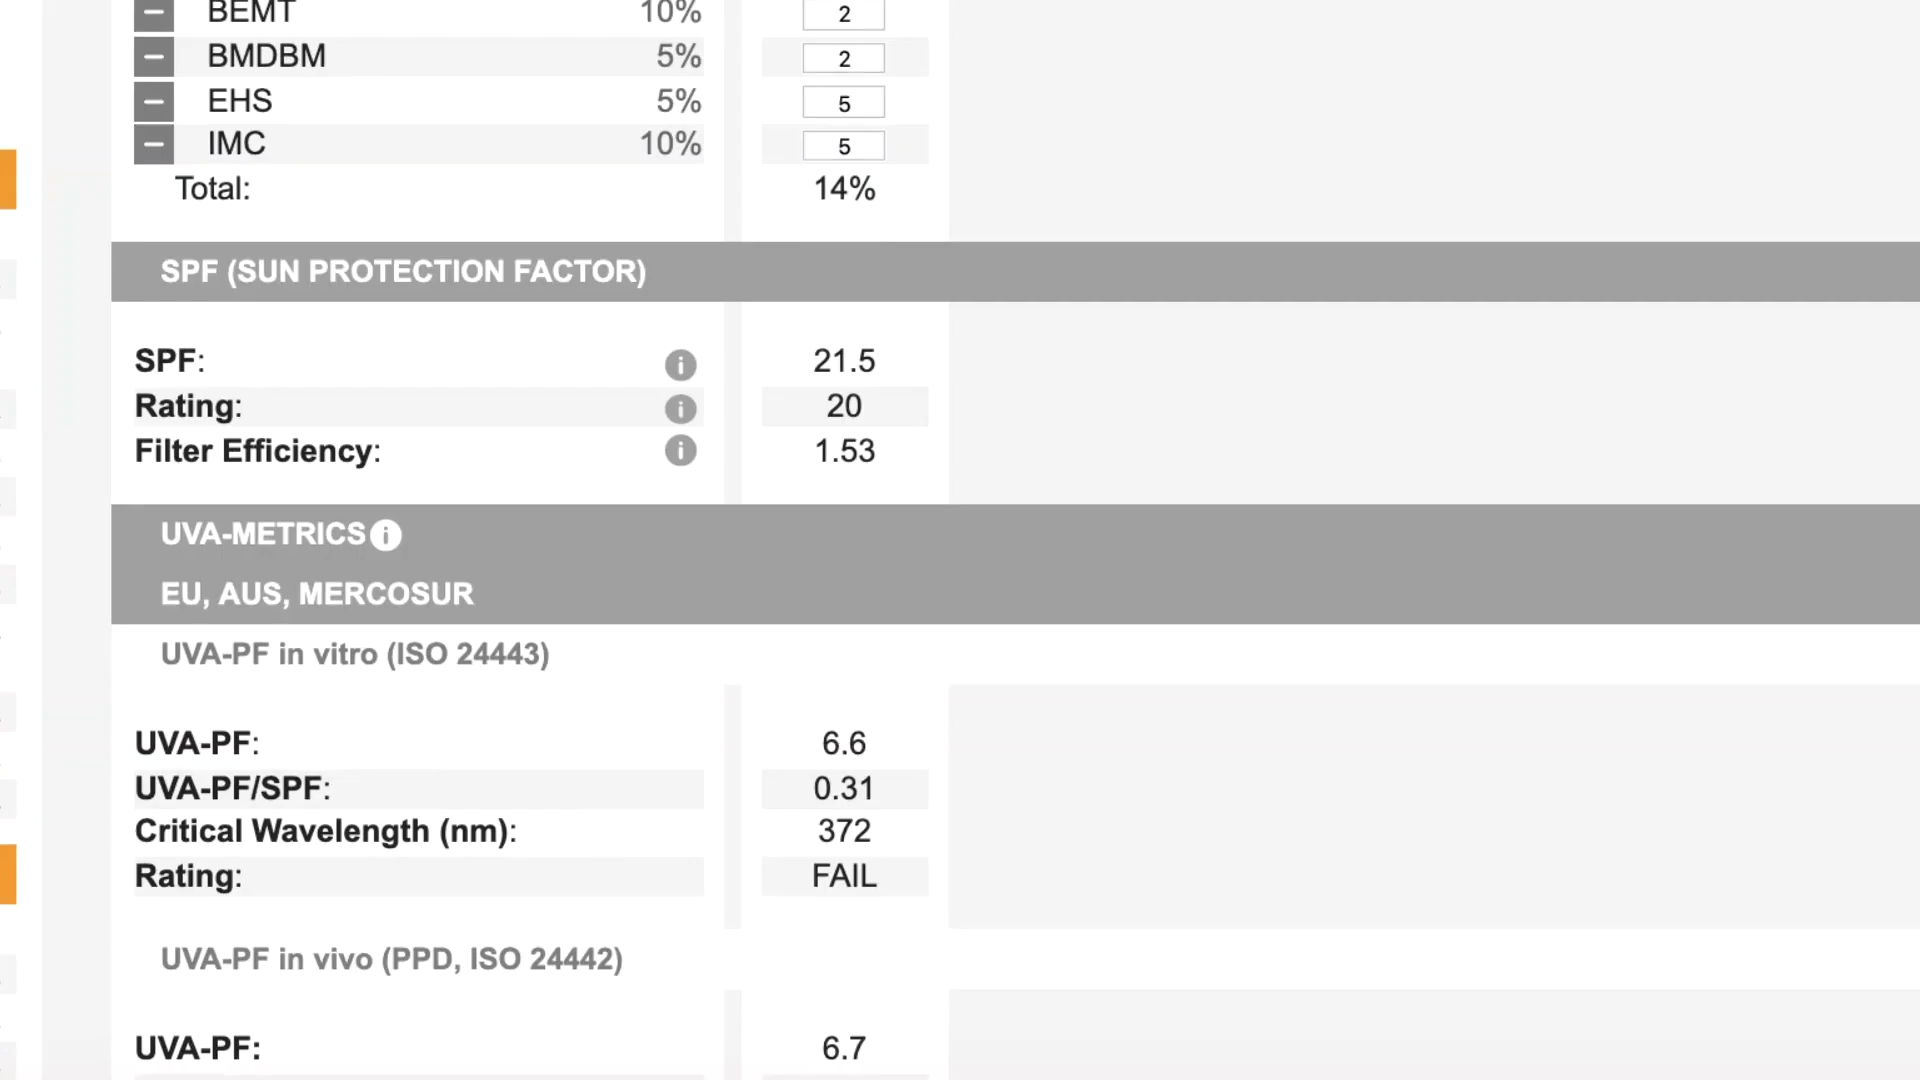 BEMT 10% 2
BMDBM 5% 2
EHS 5% 5
IMC 10% 5
Total: 14%
SPF (SUN PROTECTION FACTOR)
SPF: 21.5
Rating: 20
Filter Efficiency: 1.53
UVA-METRICS
EU, AUS, MERCOSUR
UVA-PF in vitro (ISO 24443)
UVA-PF: 6.6
UVA-PF/SPF: 0.31
Critical Wavelength (nm): 372
Rating: FAIL
UVA-PF in vivo (PPD, ISO 24442)
UVA-PF: 6.7